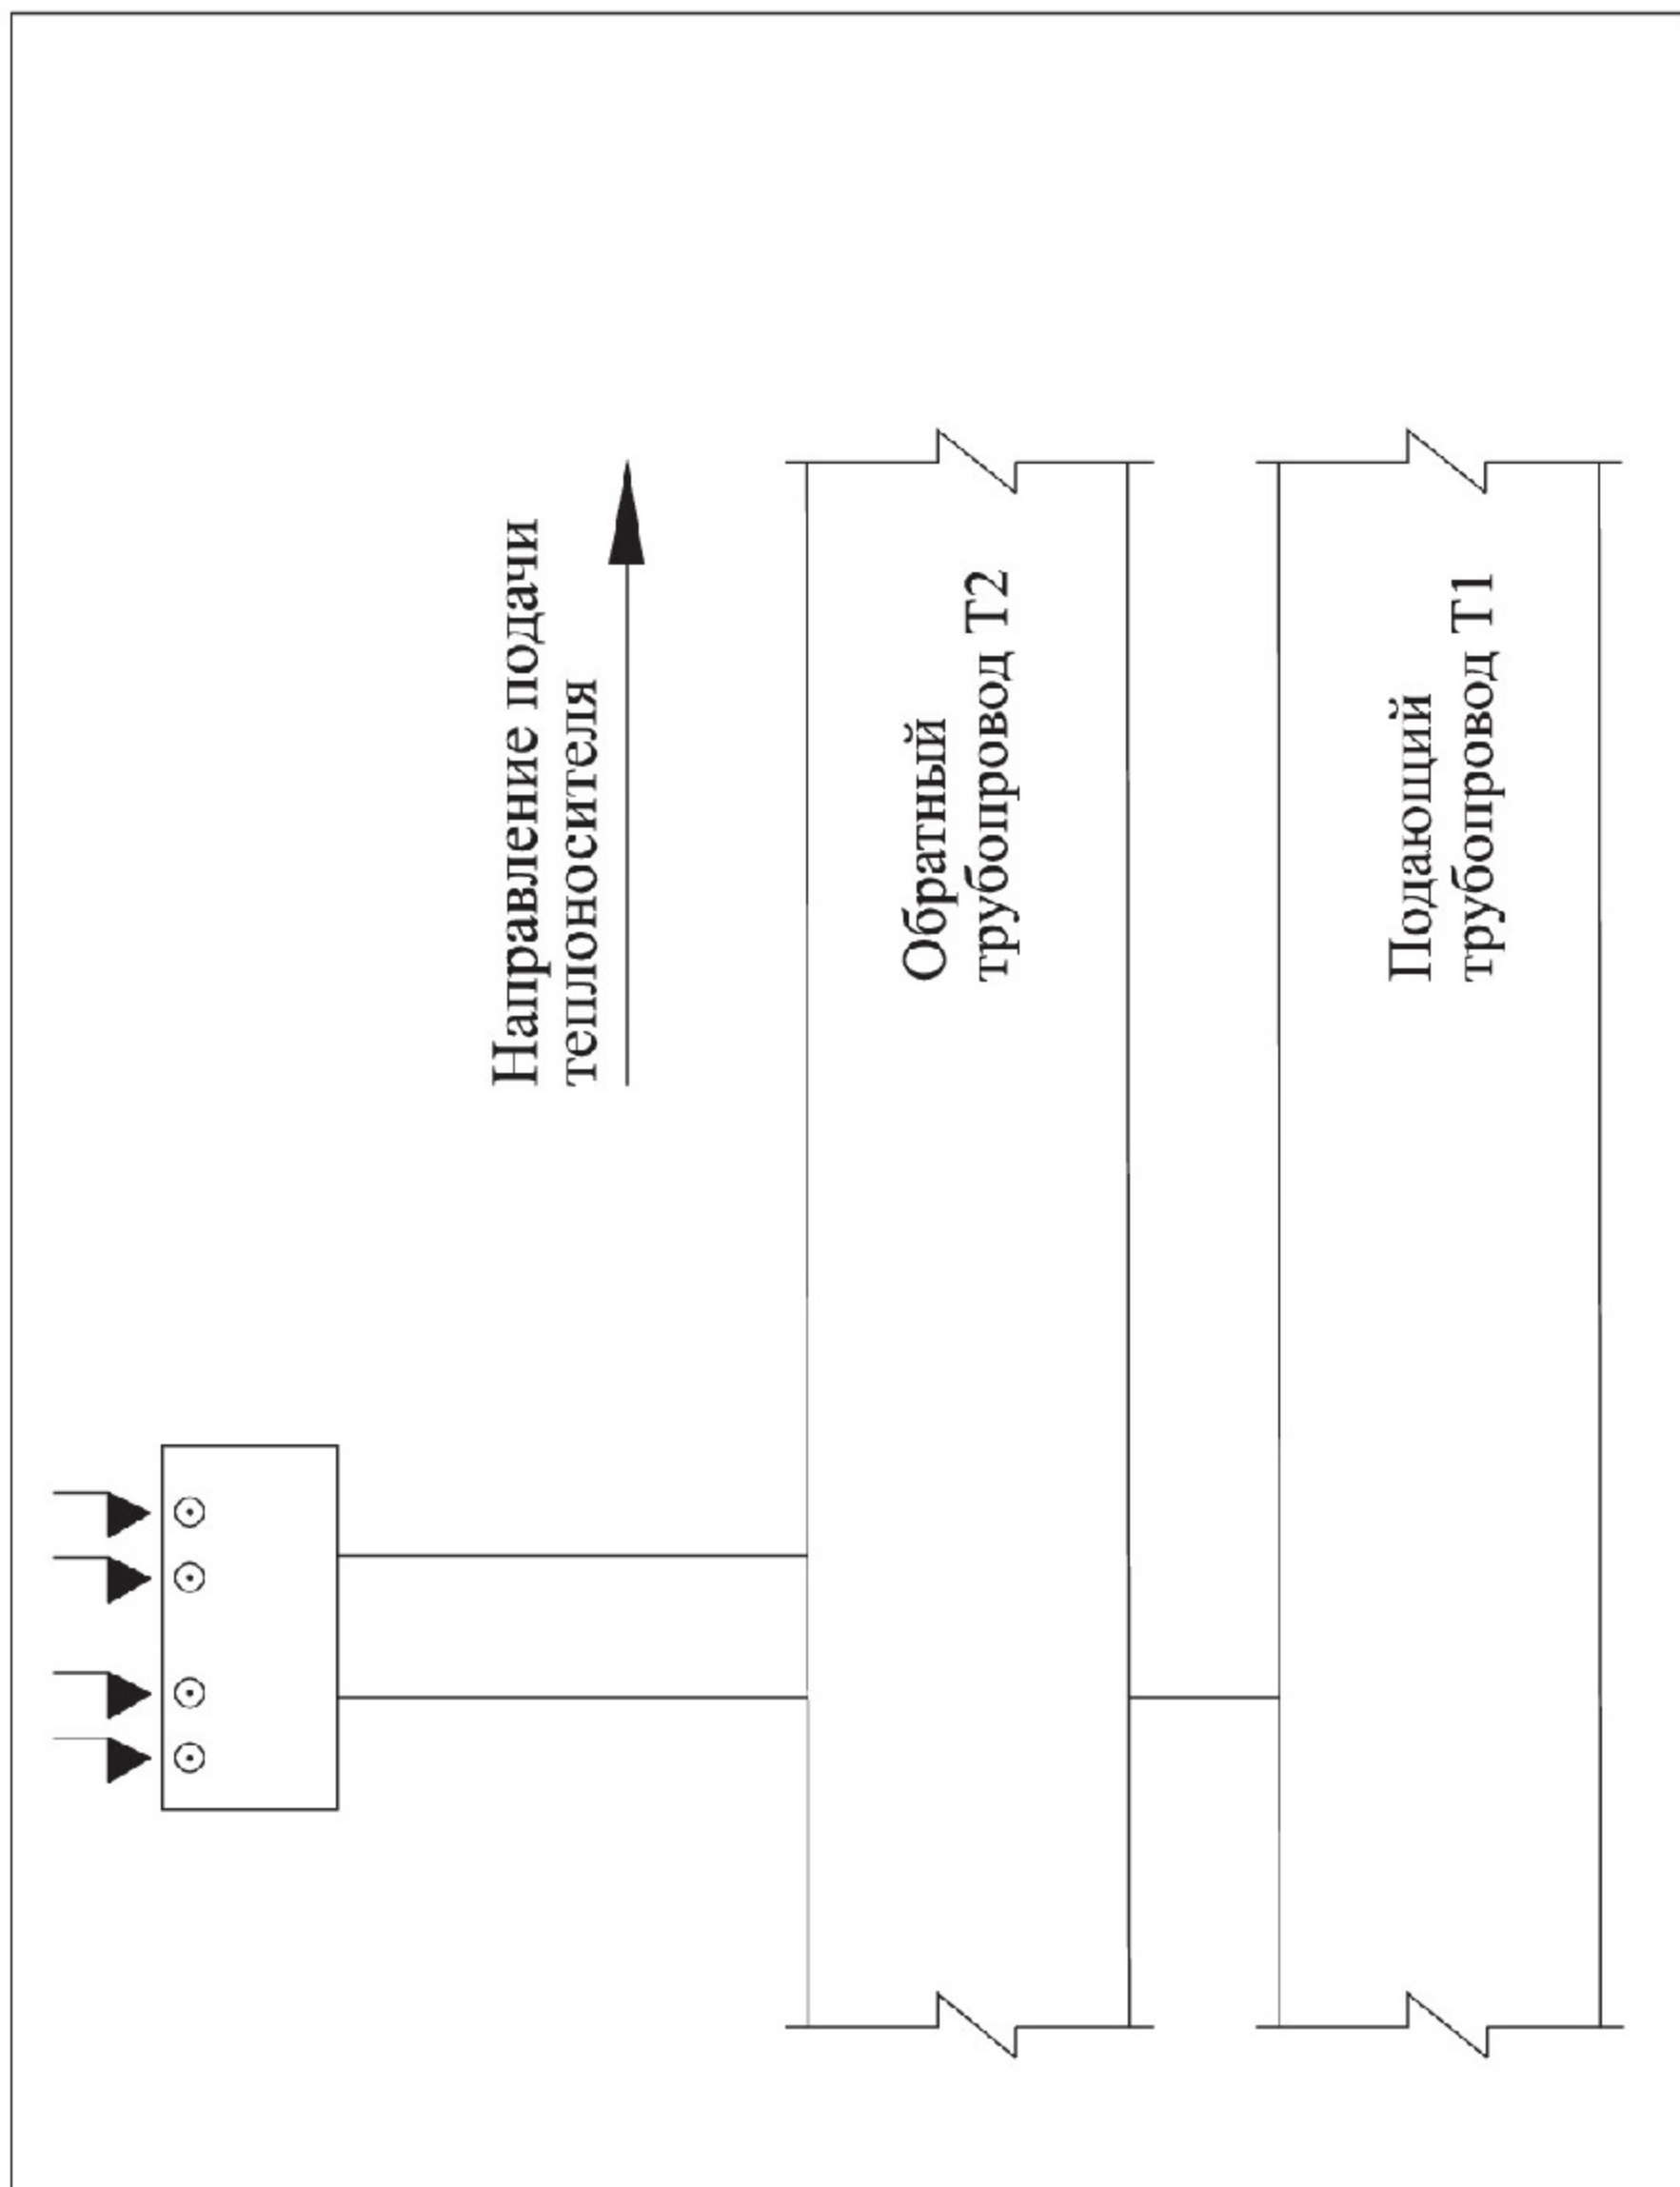 Направление подачи
теплоносителя
Обратный
трубопровод Т2
Подающий
трубопровод Т1